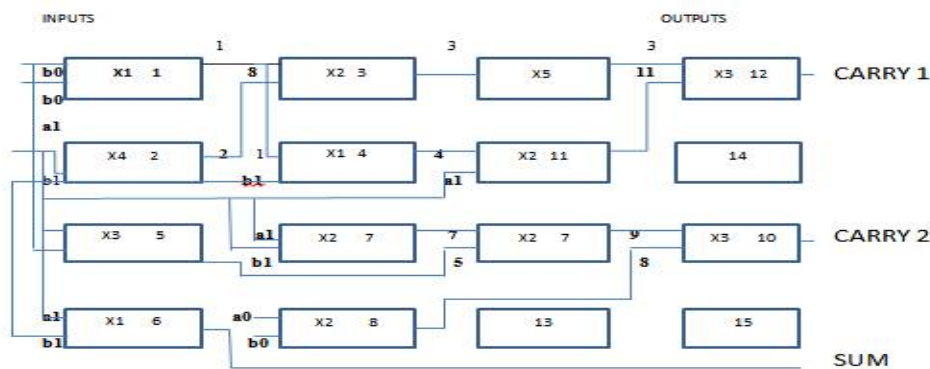 INPUTS OUTPUTS
1 3 3
b0 X1 1 8 X2 3 X5 11 X3 12 CARRY 1
b0
a1
X4 2 2 1 X1 4 4 X2 11 14
b1 b1 a1
X3 5 a1 X2 7 7 X2 7 9 X3 10 CARRY 2
b1 5 8
a1 X1 6 a0 X2 8 13 15
b1 b0
SUM